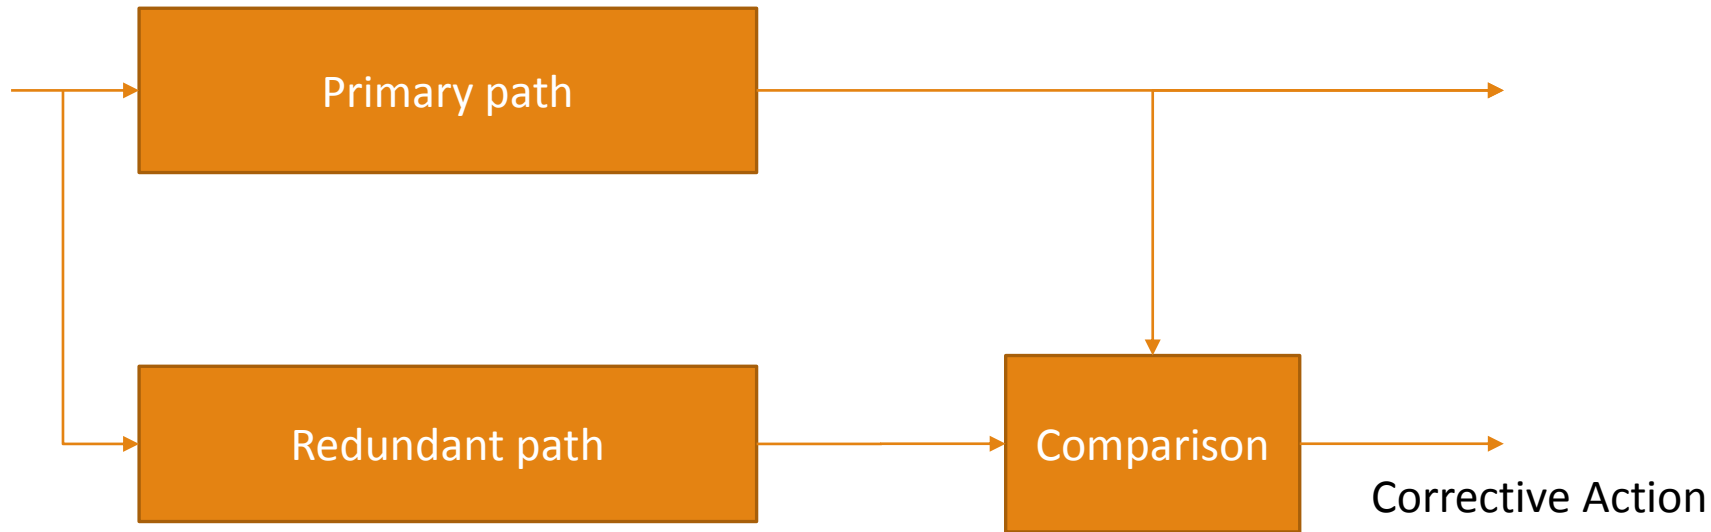 Primary path
Redundant path
Comparison
Corrective Action